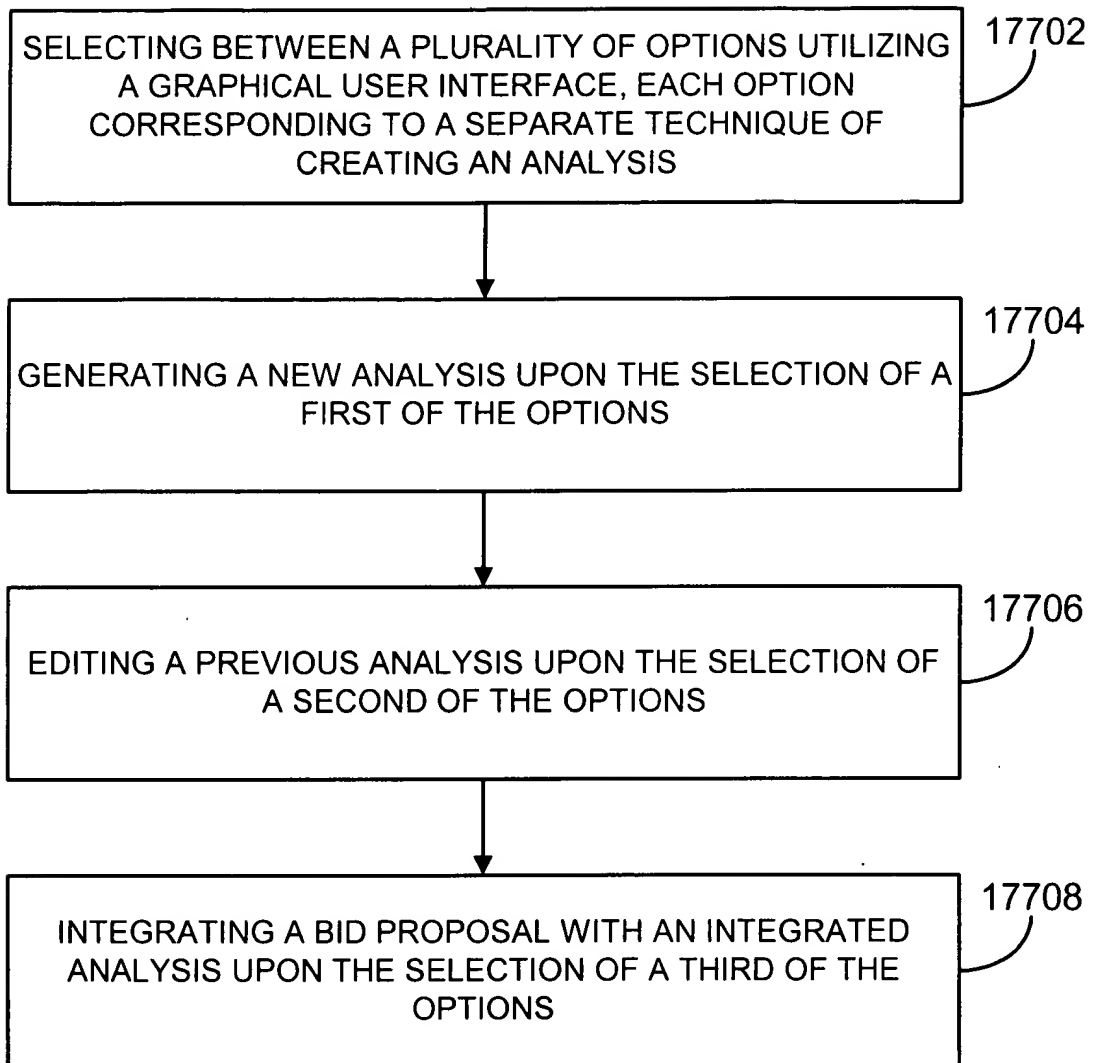 SELECTING BETWEEN A PLURALITY OF OPTIONS UTILIZING
A GRAPHICAL USER INTERFACE, EACH OPTION
CORRESPONDING TO A SEPARATE TECHNIQUE OF
CREATING AN ANALYSIS
17702
GENERATING A NEW ANALYSIS UPON THE SELECTION OF A
FIRST OF THE OPTIONS
17704
EDITING A PREVIOUS ANALYSIS UPON THE SELECTION OF
A SECOND OF THE OPTIONS
17706
INTEGRATING A BID PROPOSAL WITH AN INTEGRATED
ANALYSIS UPON THE SELECTION OF A THIRD OF THE
OPTIONS
17708